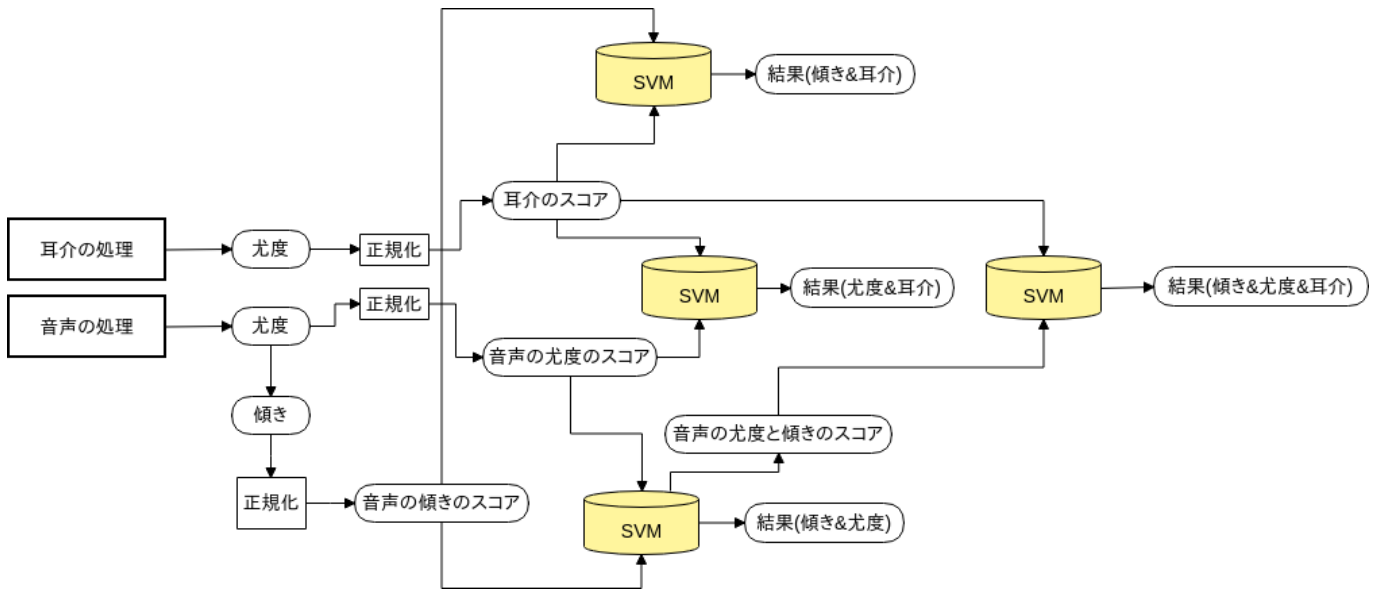 SVM
結果(傾き&耳介)
耳介のスコア
耳介の処理
尤度
正規化
SVM
結果(尤度&耳介)
SVM
結果(傾き&尤度&耳介)
音声の処理
尤度
正規化
音声の尤度のスコア
傾き
音声の尤度と傾きのスコア
正規化
音声の傾きのスコア
SVM
結果(傾き&尤度)